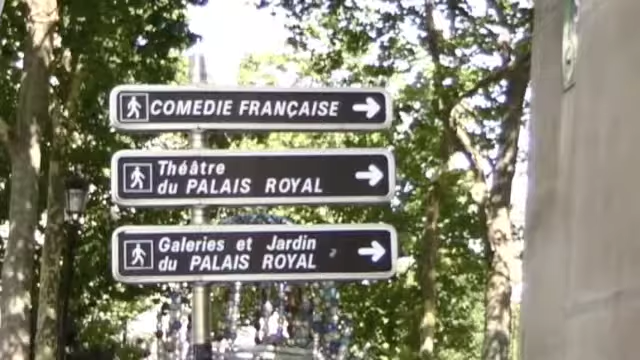 COMEDIE FRANÇAISE
Théâtre
du PALAIS ROYAL
Galeries et Jardin
du PALAIS ROYAL